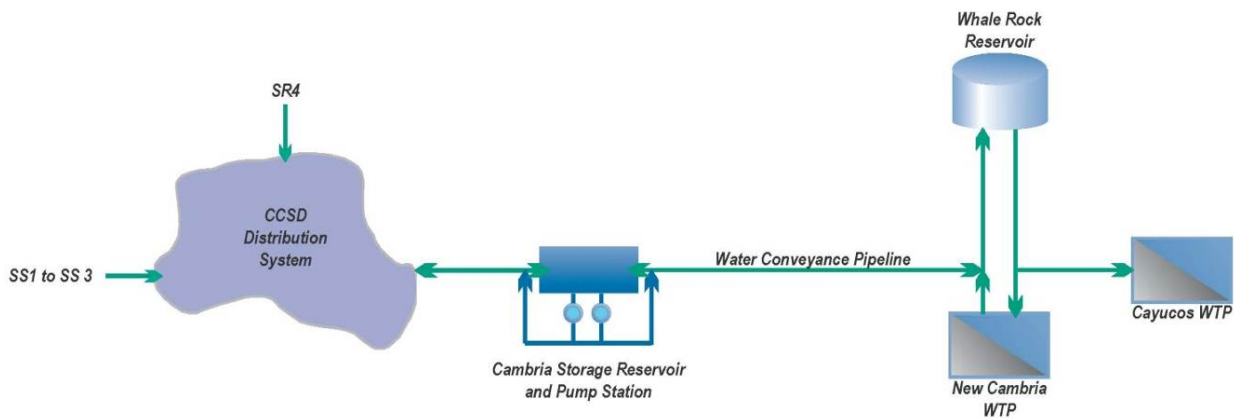 Whale Rock
Reservoir
SR4
CCSD
Distribution
System
SS1 to SS 3
Water Conveyance Pipeline
Cayucos WTP
Cambria Storage Reservoir
and Pump Station
New Cambria
WTP